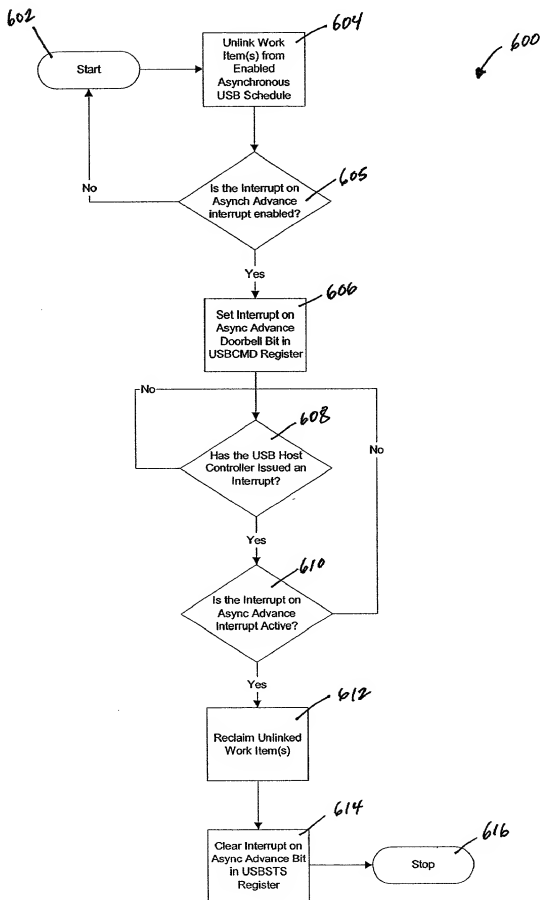 602
604
600
Start
Unlink Work
Item(s) from
Enabled
Asynchronous
USB Schedule
605
No
Is the Interrupt on
Asynch Advance
interrupt enabled?
Yes
606
Set Interrupt on
Async Advance
Doorbell Bit in
USBCMD Register
No
608
No
Has the USB Host
Controller Issued an
Interrupt?
Yes
610
Is the Interrupt on
Async Advance
Interrupt Active?
Yes
612
Reclaim Unlinked
Work Item(s)
614
616
Clear Interrupt on
Async Advance Bit
in USBSTS
Register
Stop